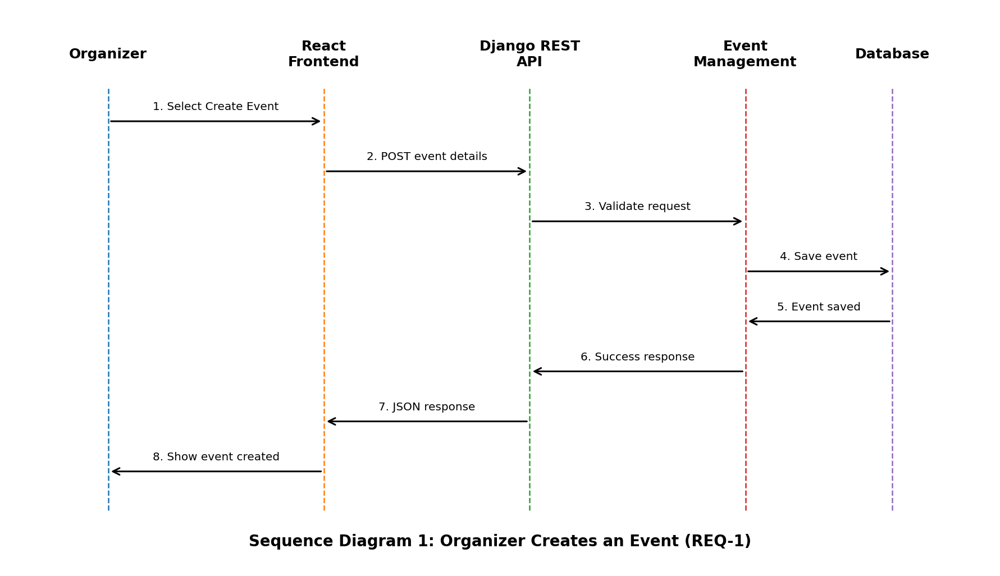 Organizer
React
Frontend
Django REST
API
Event
Management
Database
1. Select Create Event
2. POST event details
3. Validate request
4. Save event
5. Event saved
6. Success response
7. JSON response
8. Show event created
Sequence Diagram 1: Organizer Creates an Event (REQ-1)